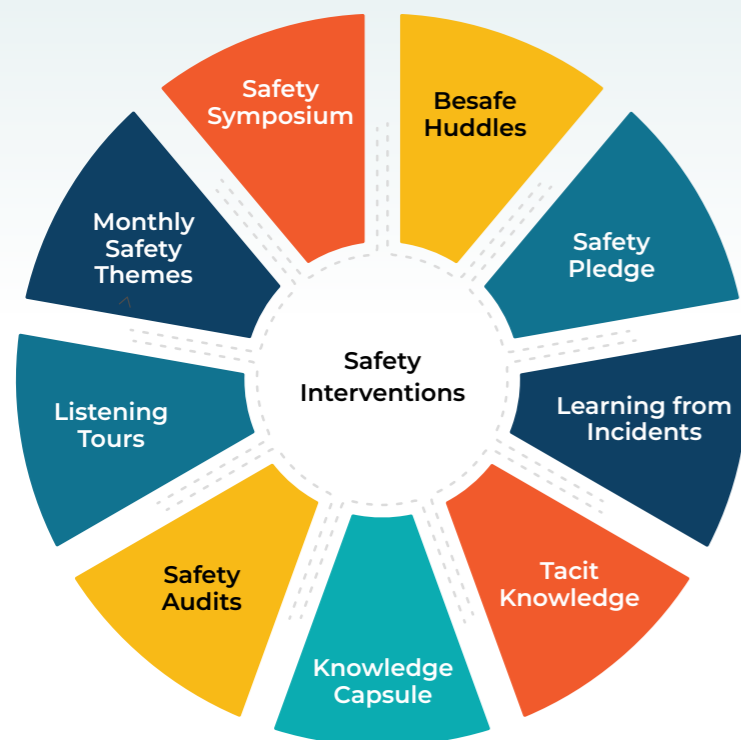 Safety
Interventions
Besafe
Huddles
Safety
Pledge
Learning from
Incidents
Tacit
Knowledge
Knowledge
Capsule
Safety
Audits
Listening
Tours
Monthly
Safety
Themes
Safety
Symposium